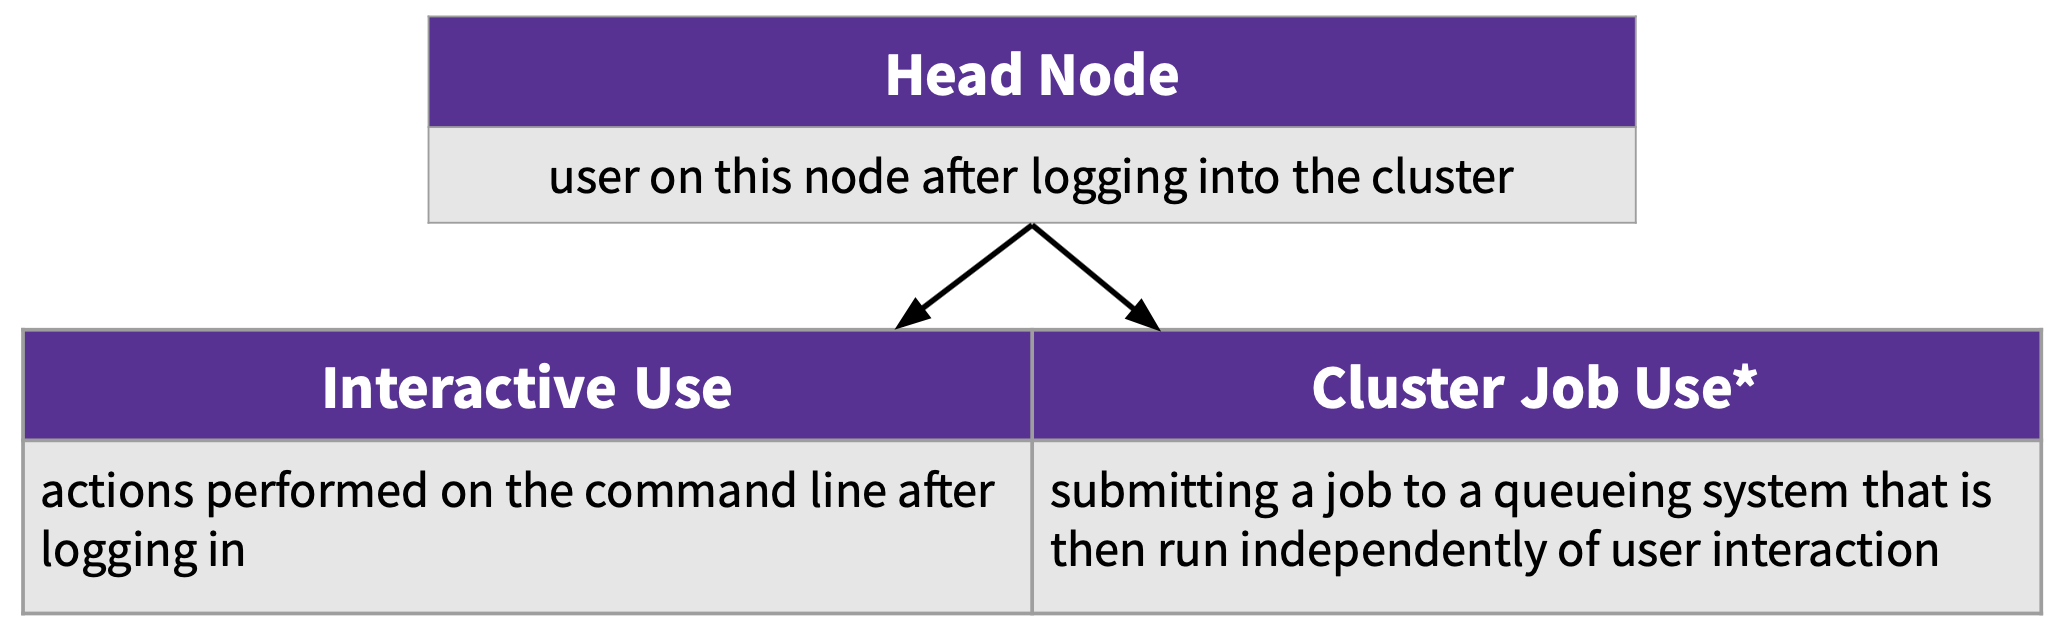 Head Node
user on this node after logging into the cluster
Interactive Use
actions performed on the command line after
logging in
Cluster Job Use*
submitting a job to a queueing system that is
then run independently of user interaction